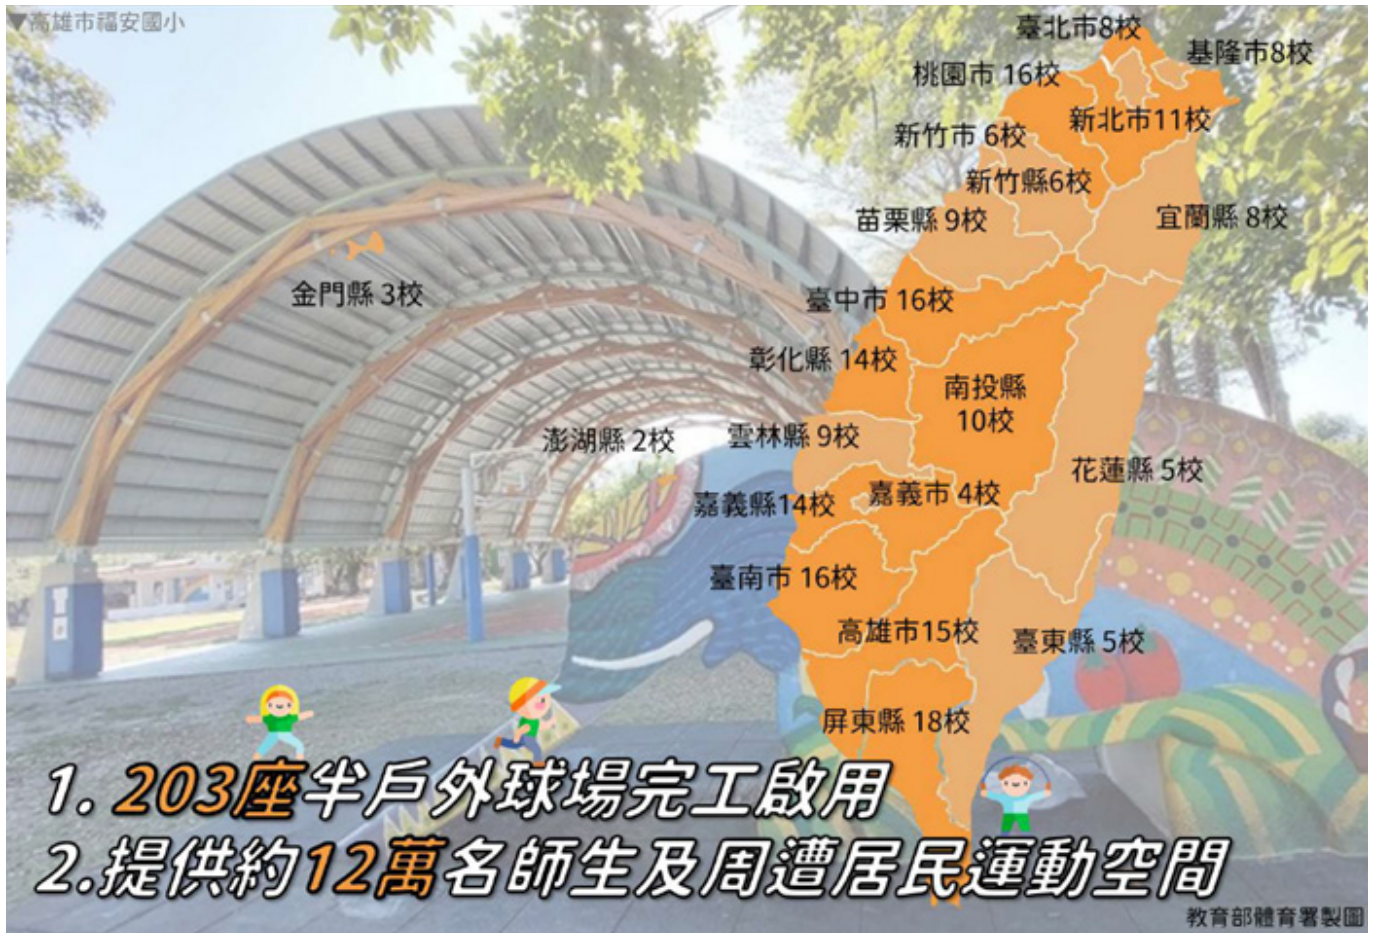 ▼高雄市福安國小
臺北市8校
基隆市8校
桃園市 16校
新北市11校
新竹市 6校
新竹縣6校
苗栗縣 9校
宜蘭縣 8校
金門縣 3校
臺中市 16校
彰化縣 14校
南投縣
10校
澎湖縣 2校
雲林縣 9校
花蓮縣 5校
嘉義縣14校
嘉義市 4校
臺南市 16校
高雄市15校
臺東縣 5校
屏東縣 18校
1. 203座半戶外球場完工啟用
2.提供約12萬名師生及周遭居民運動空間
教育部體育署製圖